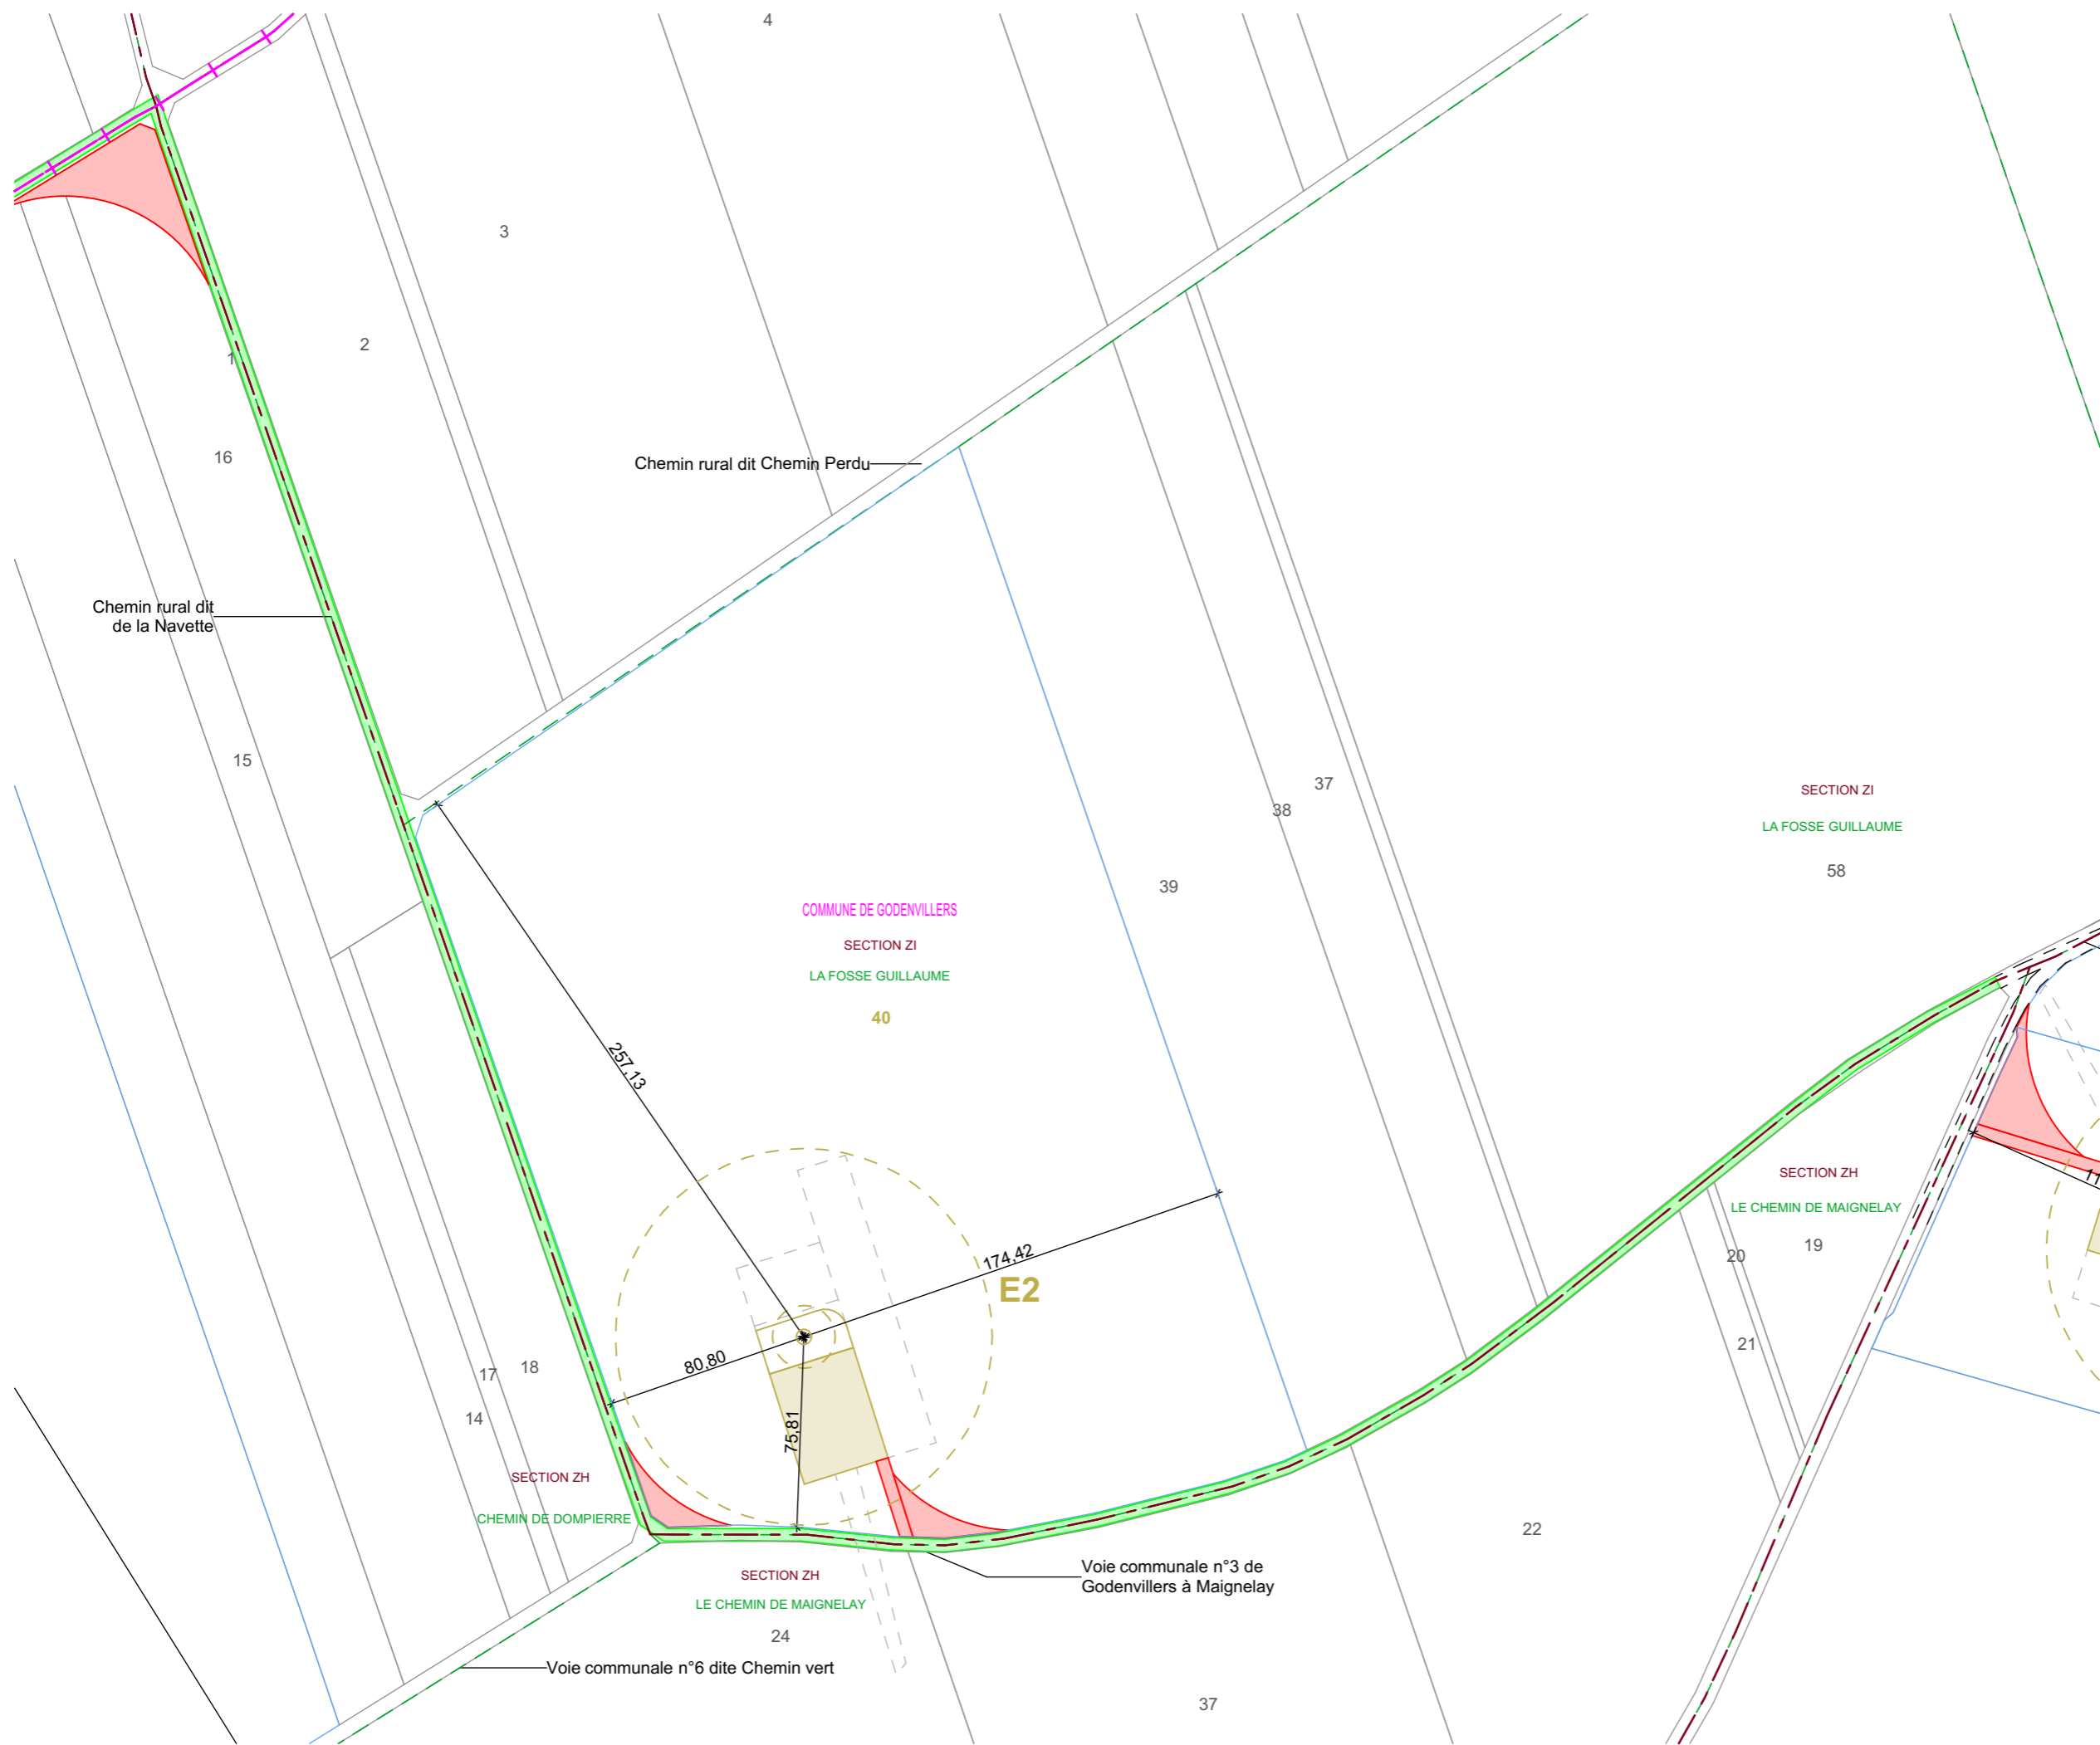 4
3
2
1
16
Chemin rural dit Chemin Perdu
Chemin rural dit
de la Navette
15
37
38
SECTION ZI
LA FOSSE GUILLAUME
58
39
COMMUNE DE GODENVILLERS
SECTION ZI
LA FOSSE GUILLAUME
40
257,13
SECTION ZH
LE CHEMIN DE MAIGNELAY
19
20
21
174,42
E2
80,80
75,81
17
18
14
SECTION ZH
CHEMIN DE DOMPIERRE
22
SECTION ZH
LE CHEMIN DE MAIGNELAY
24
Voie communale n°3 de
Godenvillers à Maignelay
Voie communale n°6 dite Chemin vert
37